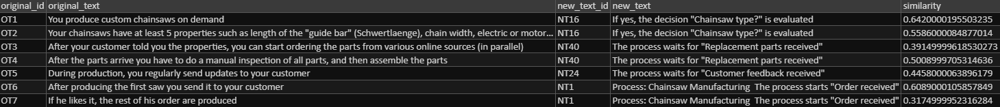 original_id original_text new_text_id new_text similarity
OT1 You produce custom chainsaws on demand NT16 If yes, the decision "Chainsaw type?" is evaluated 0.6420000195503235
OT2 Your chainsaws have at least 5 properties such as length of the "guide bar" (Schwertlaenge), chain width, electric or motor... NT16 If yes, the decision "Chainsaw type?" is evaluated 0.5586000084877014
OT3 After your customer told you the properties, you can start ordering the parts from various online sources (in parallel) NT40 The process waits for "Replacement parts received" 0.39149999618530273
OT4 After the parts arrive you have to do a manual inspection of all parts, and then assemble the parts NT40 The process waits for "Replacement parts received" 0.5008999705314636
OT5 During production, you regularly send updates to your customer NT24 The process waits for "Customer feedback received" 0.4458000063896179
OT6 After producing the first saw you send it to your customer NT1 Process: Chainsaw Manufacturing The process starts "Order received" 0.6089000105857849
OT7 If he likes it, the rest of his order are produced NT1 Process: Chainsaw Manufacturing The process starts "Order received" 0.3174999952316284